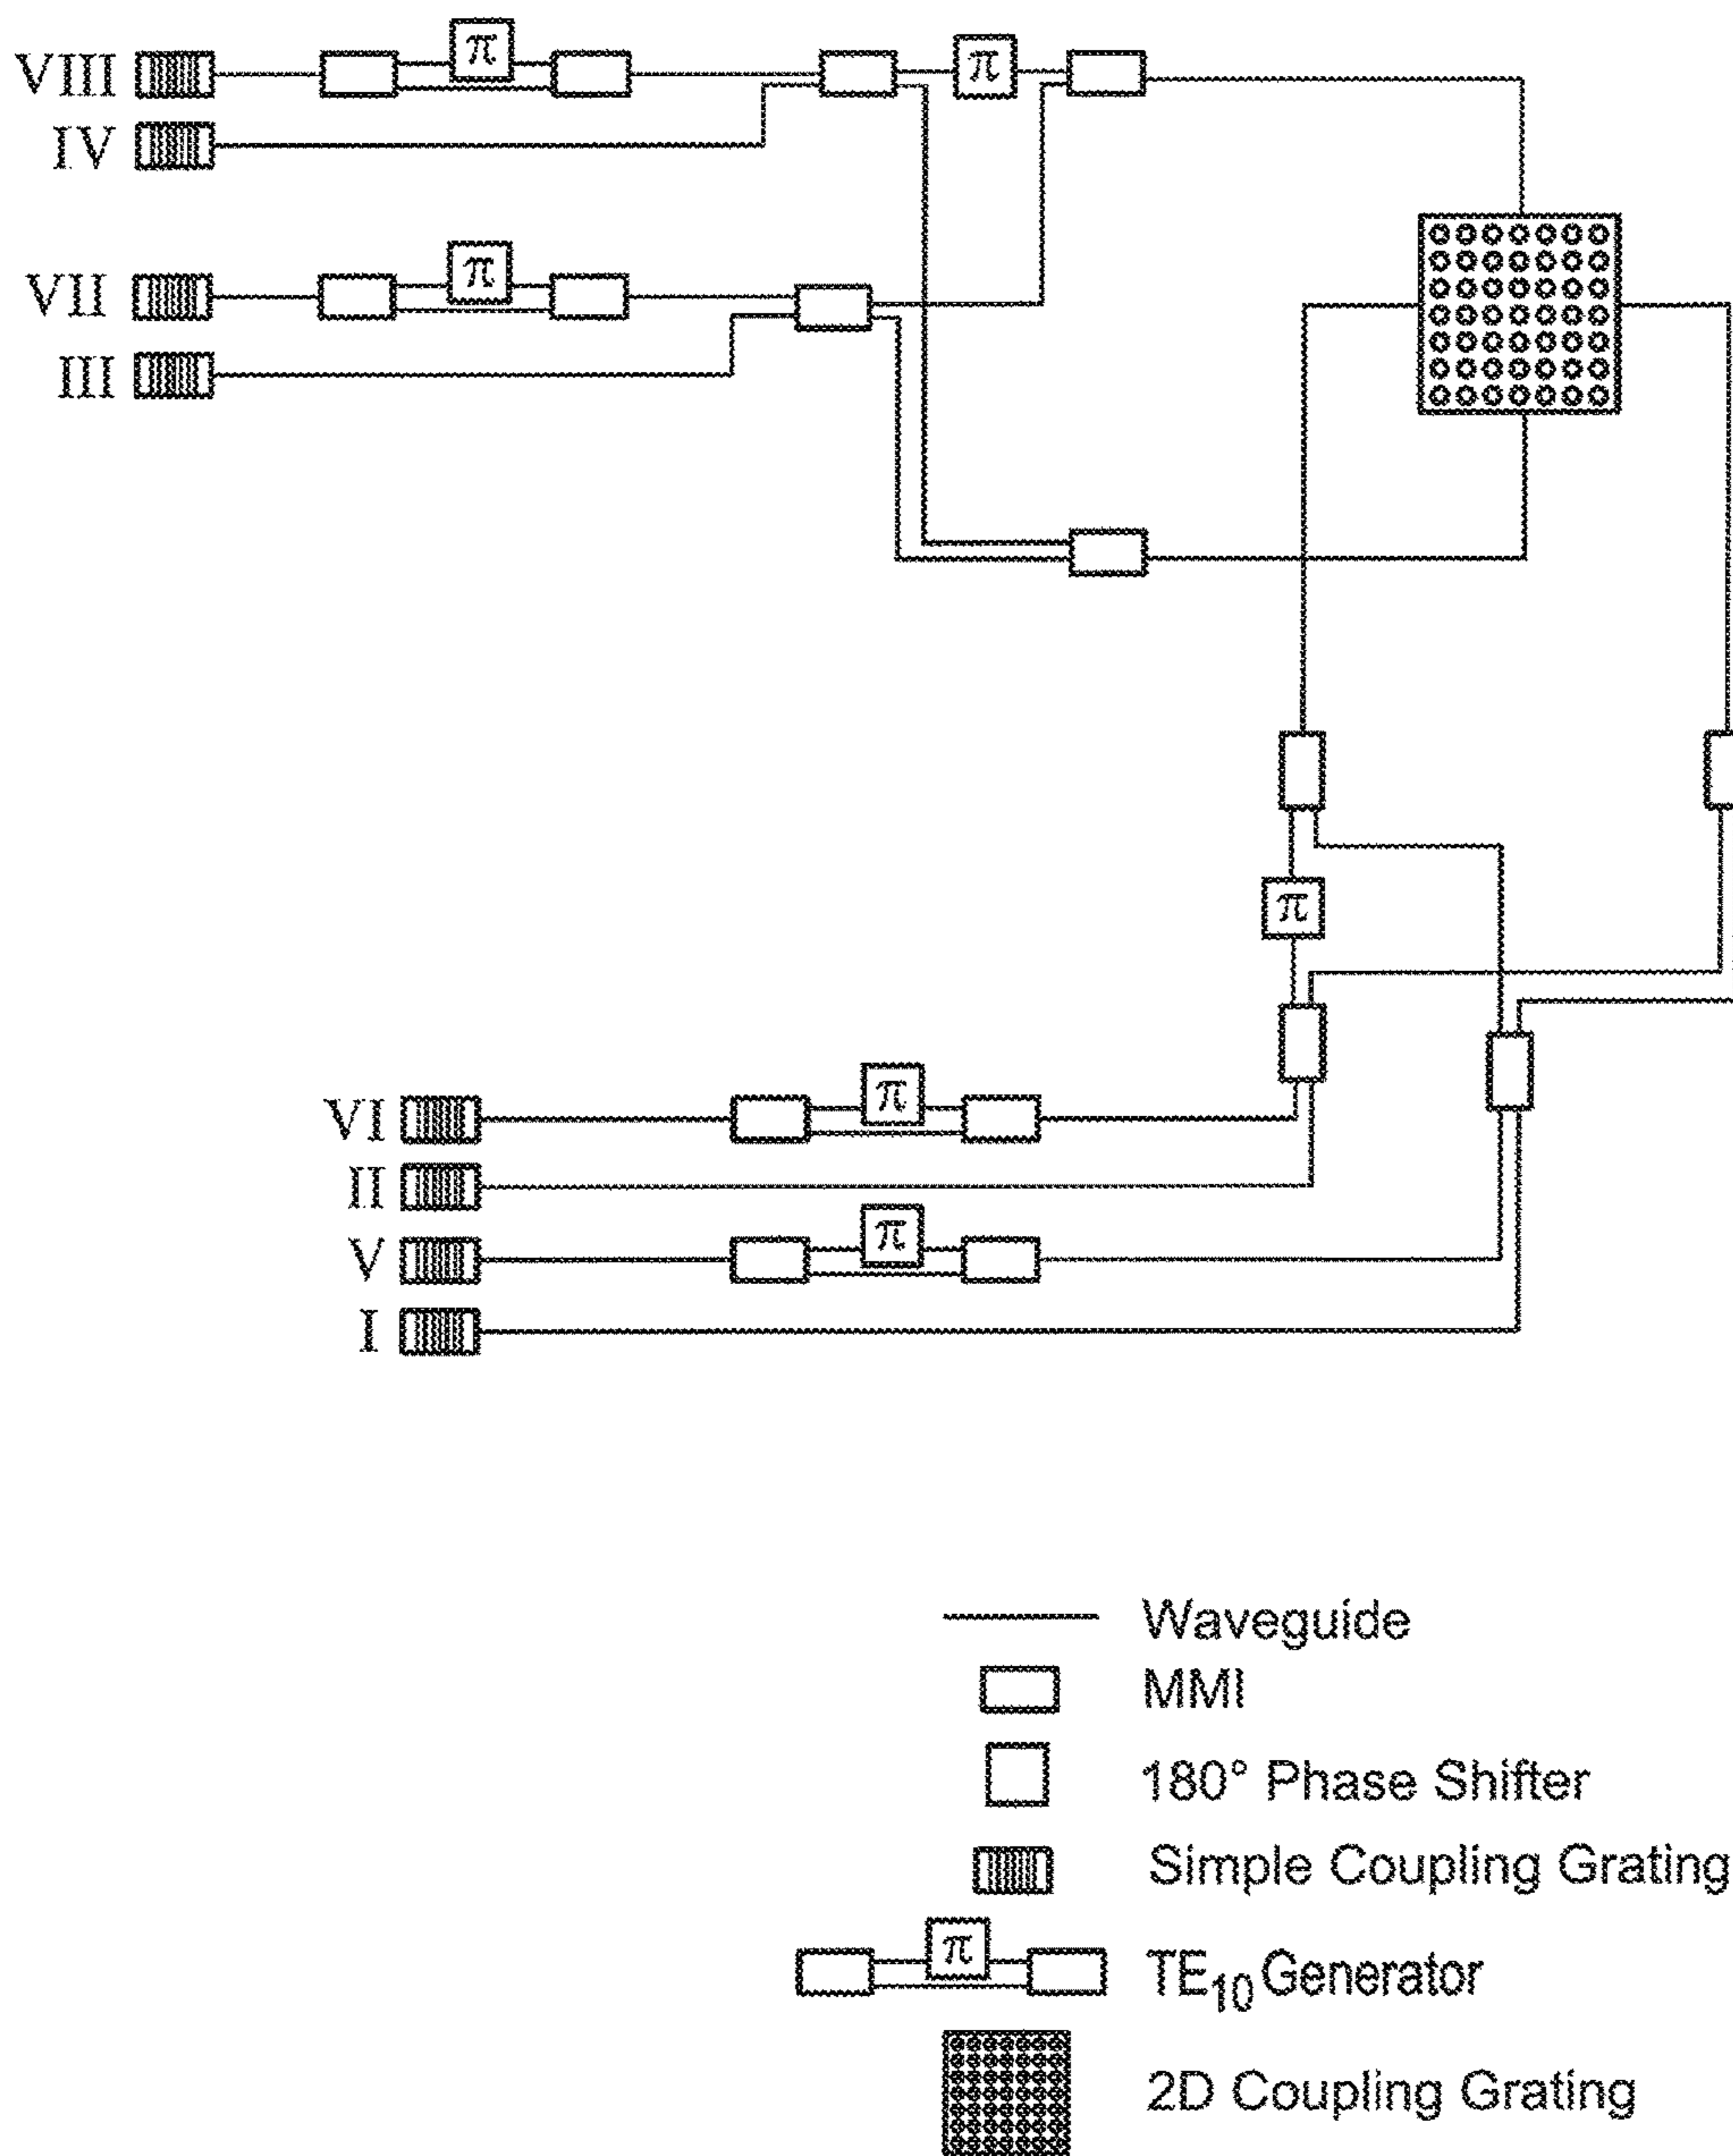 VIII
π
π
IV
VII
π
III
π
VI
π
II
V
π
I
Waveguide
MMI
180° Phase Shifter
Simple Coupling Grating
π
TE₁₀ Generator
2D Coupling Grating